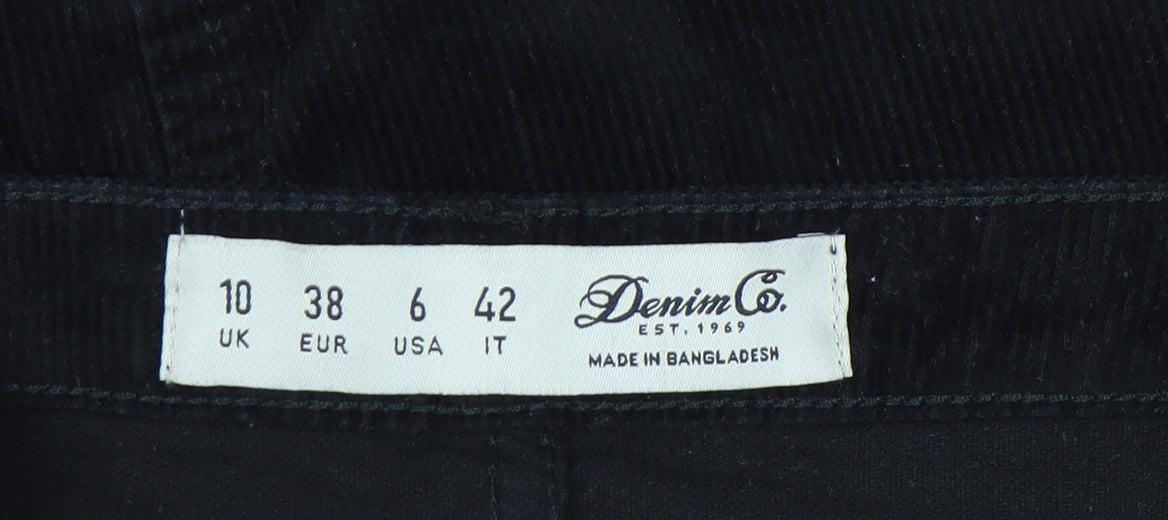 10 38 6 42
UK EUR USA IT
Denim Co.
EST. 1969
MADE IN BANGLADESH